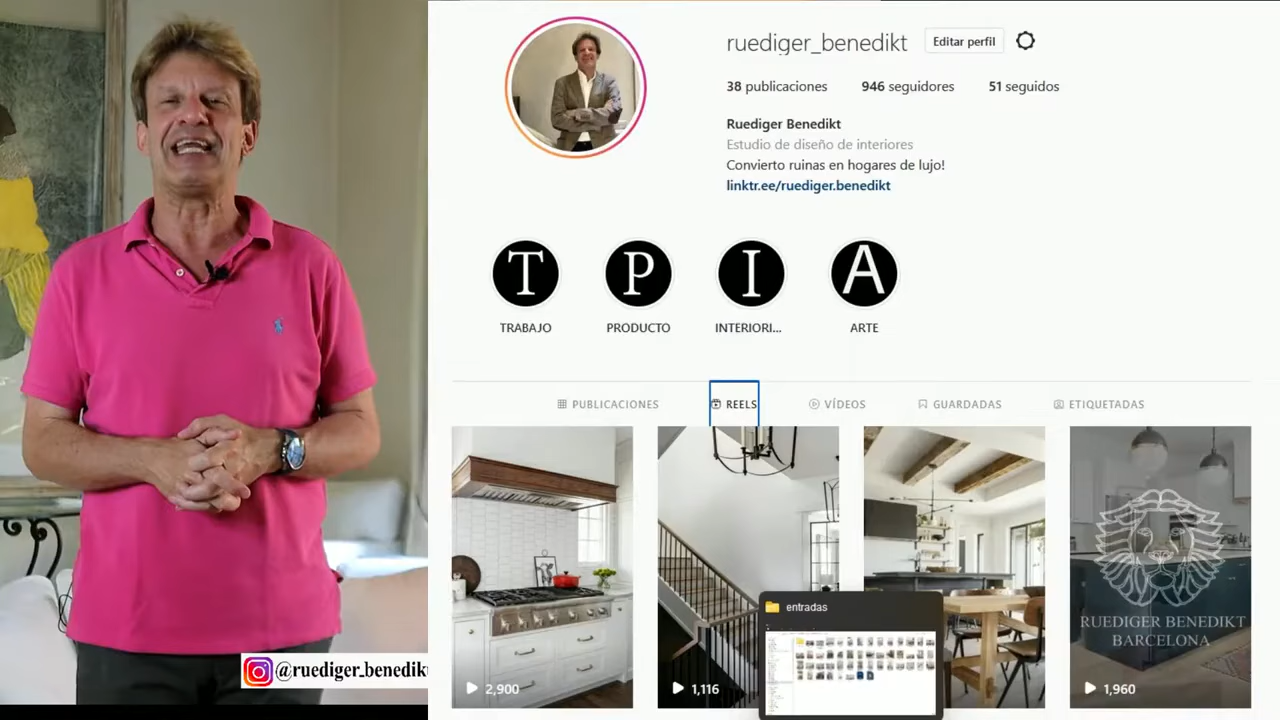 @ruediger_benedik
ruediger_benedikt
Editar perfil
38 publicaciones 946 seguidores 51 seguidos
Ruediger Benedikt
Estudio de diseño de interiores
Convierto ruinas en hogares de lujo!
linktr.ee/ruediger.benedikt
T P I A
TRABAJO PRODUCTO INTERIORI... ARTE
PUBLICACIONES REELS VÍDEOS GUARDADAS ETIQUETADAS
entradas
RUEDIGER BENEDIKT
BARCELONA
2,900 1,116 1,960